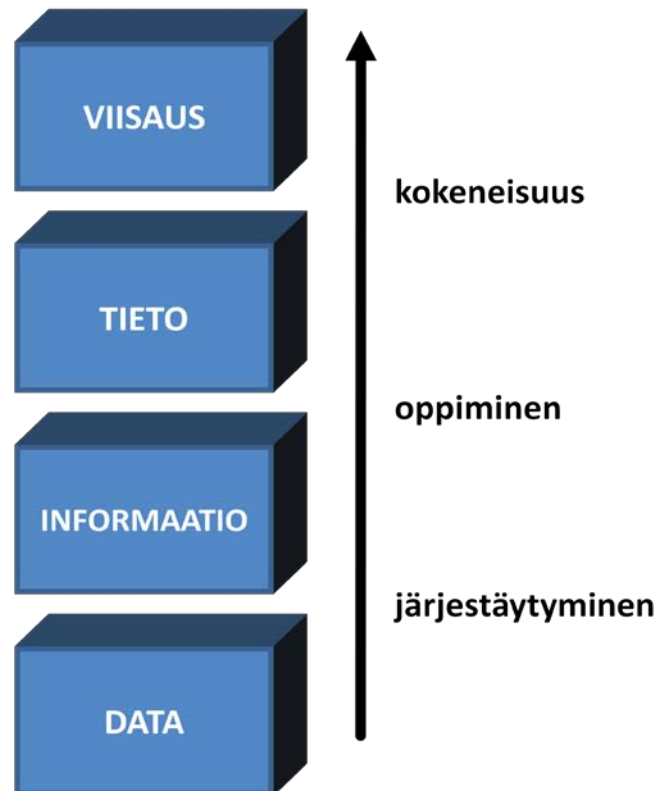 VIISAUS
kokeneisuus
TIETO
oppiminen
INFORMAATIO
järjestäytyminen
DATA